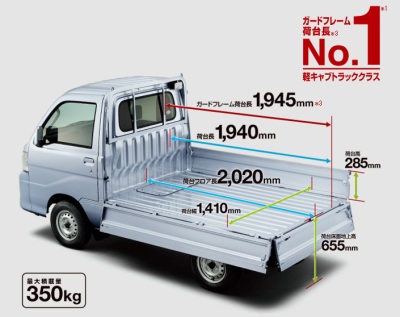 ガードフレーム
荷台長※3
No.1※1
軽キャブトラッククラス
ガードフレーム荷台長 1,945mm※3
荷台長 1,940mm
荷台高
285mm
荷台フロア長 2,020mm
荷台幅 1,410mm
荷台床面地上高
655mm
最大積載量
350kg